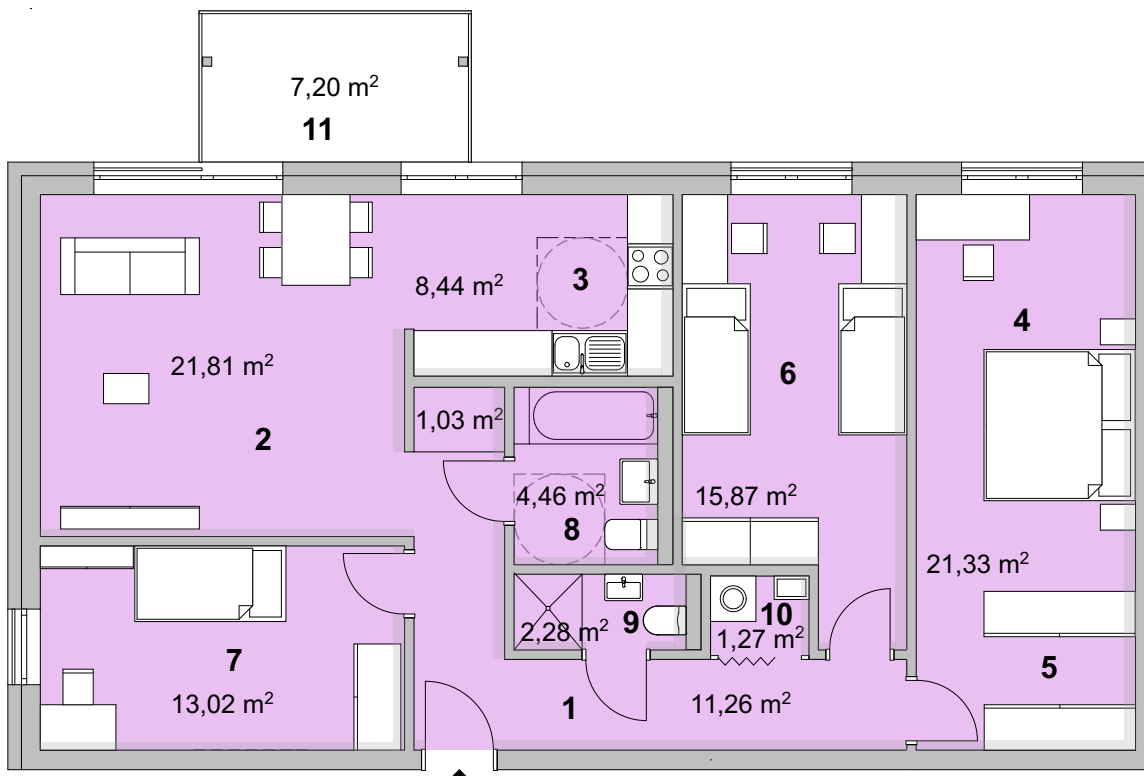 7,20 m²
11
3
8,44 m²
4
21,81 m²
6
1,03 m²
2
4,46 m²
15,87 m²
8
21,33 m²
9
10
2,28 m²
1,27 m²
7
5
13,02 m²
1
11,26 m²